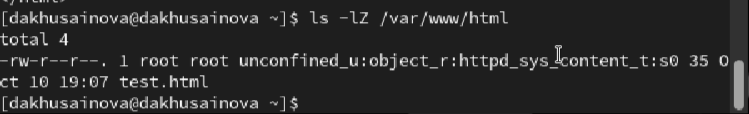 [dakhusainova@dakhusainova ~]$ ls -lZ /var/www/html
total 4
-rw-r--r--. 1 root root unconfined_u:object_r:httpd_sys_content_t:s0 35 O
ct 10 19:07 test.html
[dakhusainova@dakhusainova ~]$